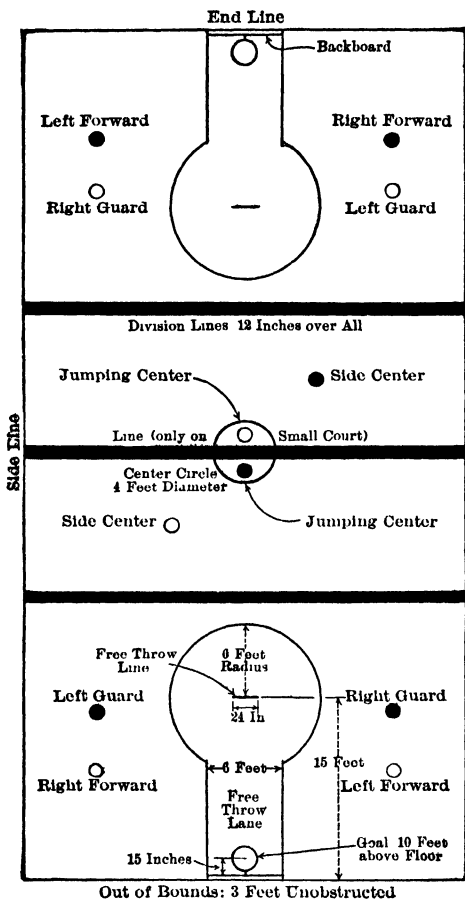 End Line
Backboard
Left Forward
Right Forward
Right Guard
Left Guard
Division Lines 12 Inches over All
Jumping Center
Side Center
Side Line
Line (only on Small Court)
Center Circle
4 Feet Diameter
Side Center
Jumping Center
Free Throw
Line
6 Feet
Radius
Left Guard
Right Guard
24 In
15 Feet
6 Feet
Right Forward
Left Forward
Free
Throw
Lane
15 Inches
Goal 10 Feet
above Floor
Out of Bounds: 3 Feet Unobstructed